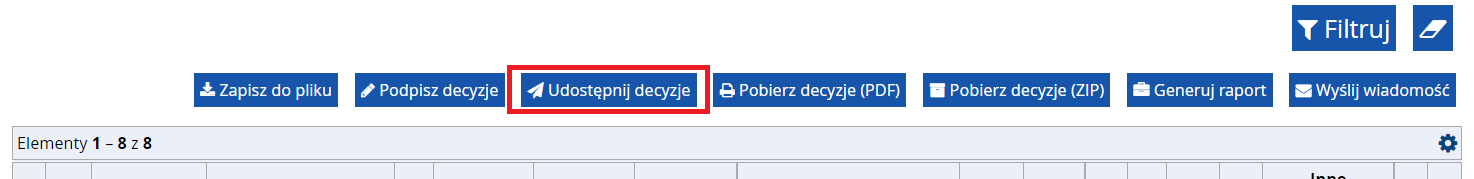 Filtruj
Zapisz do pliku Podpisz decyzje Udostępnij decyzje Pobierz decyzje (PDF) Pobierz decyzje (ZIP) Generuj raport Wyślij wiadomość
Elementy 1 – 8 z 8
Inne